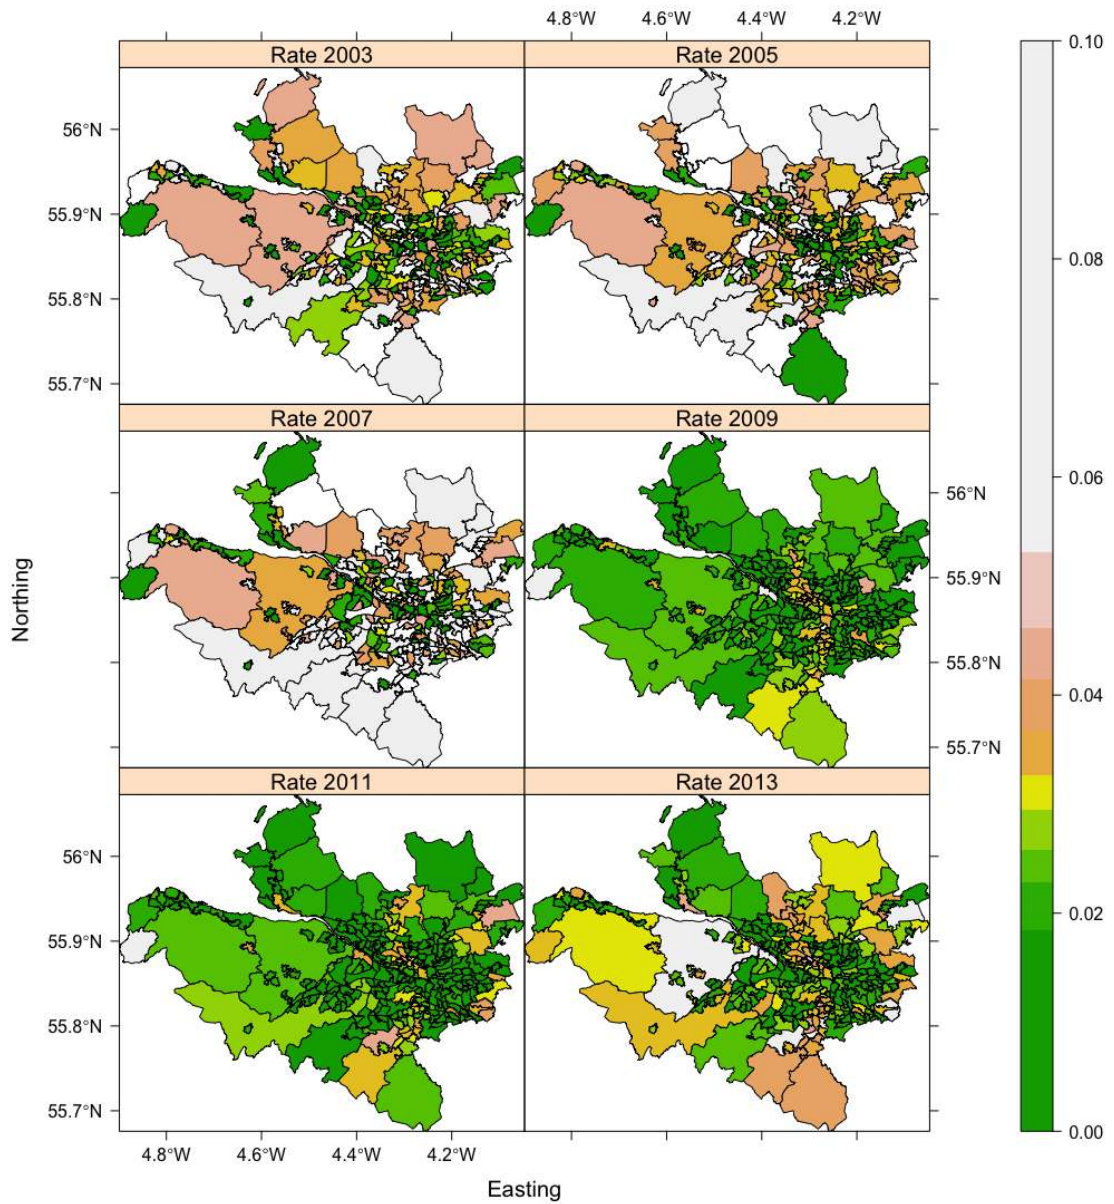 4.8°W 4.6°W 4.4°W 4.2°W
Rate 2003 Rate 2005
0.10
56°N
55.9°N
0.08
55.8°N
55.7°N
Rate 2007 Rate 2009
0.06
56°N
55.9°N
Northing
55.8°N
0.04
55.7°N
Rate 2011 Rate 2013
56°N
0.02
55.9°N
55.8°N
55.7°N
0.00
4.8°W 4.6°W 4.4°W 4.2°W
Easting